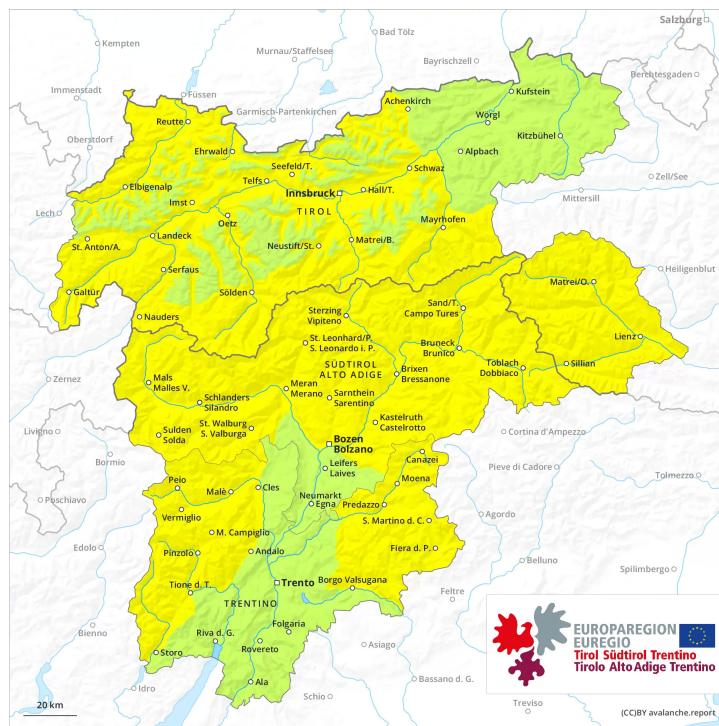 Salzburg
Kempten
Bad Tölz
Murnau/Staffelsee
Bayrischzell
Berchtesgaden
Immenstadt
Füssen
Achenkirch
Kufstein
Garmisch-Partenkirchen
Reutte
Wörgl
Oberstdorf
Ehrwald
Kitzbühel
Alpbach
Seefeld/T.
Schwaz
Telfs
Zell/See
Elbigenalp
Innsbruck
Hall/T.
Mittersill
Imst
TIROL
Lech
Oetz
Mayrhofen
St. Anton/A.
Landeck
Neustift/St.
Matrei/B.
Heiligenblut
Serfaus
Matrei/O.
Galtür
Sölden
Sand/T.
Campo Tures
Nauders
Sterzing
Vipiteno
Lienz
St. Leonhard/P.
S. Leonardo i. P.
Bruneck
Brunico
Toblach
Dobbiaco
Sillian
SÜDTIROL
ALTO ADIGE
Brixen
Bressanone
Zernez
Mals
Malles V.
Meran
Merano
Schlanders
Silandro
Sarnthein
Sarentino
St. Walburg
S. Valburga
Kastelruth
Castelrotto
Livigno
Sulden
Solda
Bozen
Bolzano
Cortina d'Ampezzo
Bormio
Canazei
Leifers
Laives
Pieve di Cadore
Poschiavo
Peio
Moena
Tolmezzo
Malè
Cles
Neumarkt
Egna
Predazzo
Vermiglio
S. Martino d. C.
Agordo
M. Campiglio
Edolo
Pinzolo
Andalo
Fiera d. P.
Belluno
Spilimbergo
Trento
Tione d. T.
Borgo Valsugana
Feltre
TRENTINO
Folgaria
Bienno
Riva d. G.
Rovereto
Asiago
Storo
Bassano d. G.
Ala
Idro
Schio
Treviso
EUROPAREGION
EUREGIO
Tirol Südtirol Trentino
Tirolo Alto Adige Trentino
20 km
(CC)BY avalanche.report